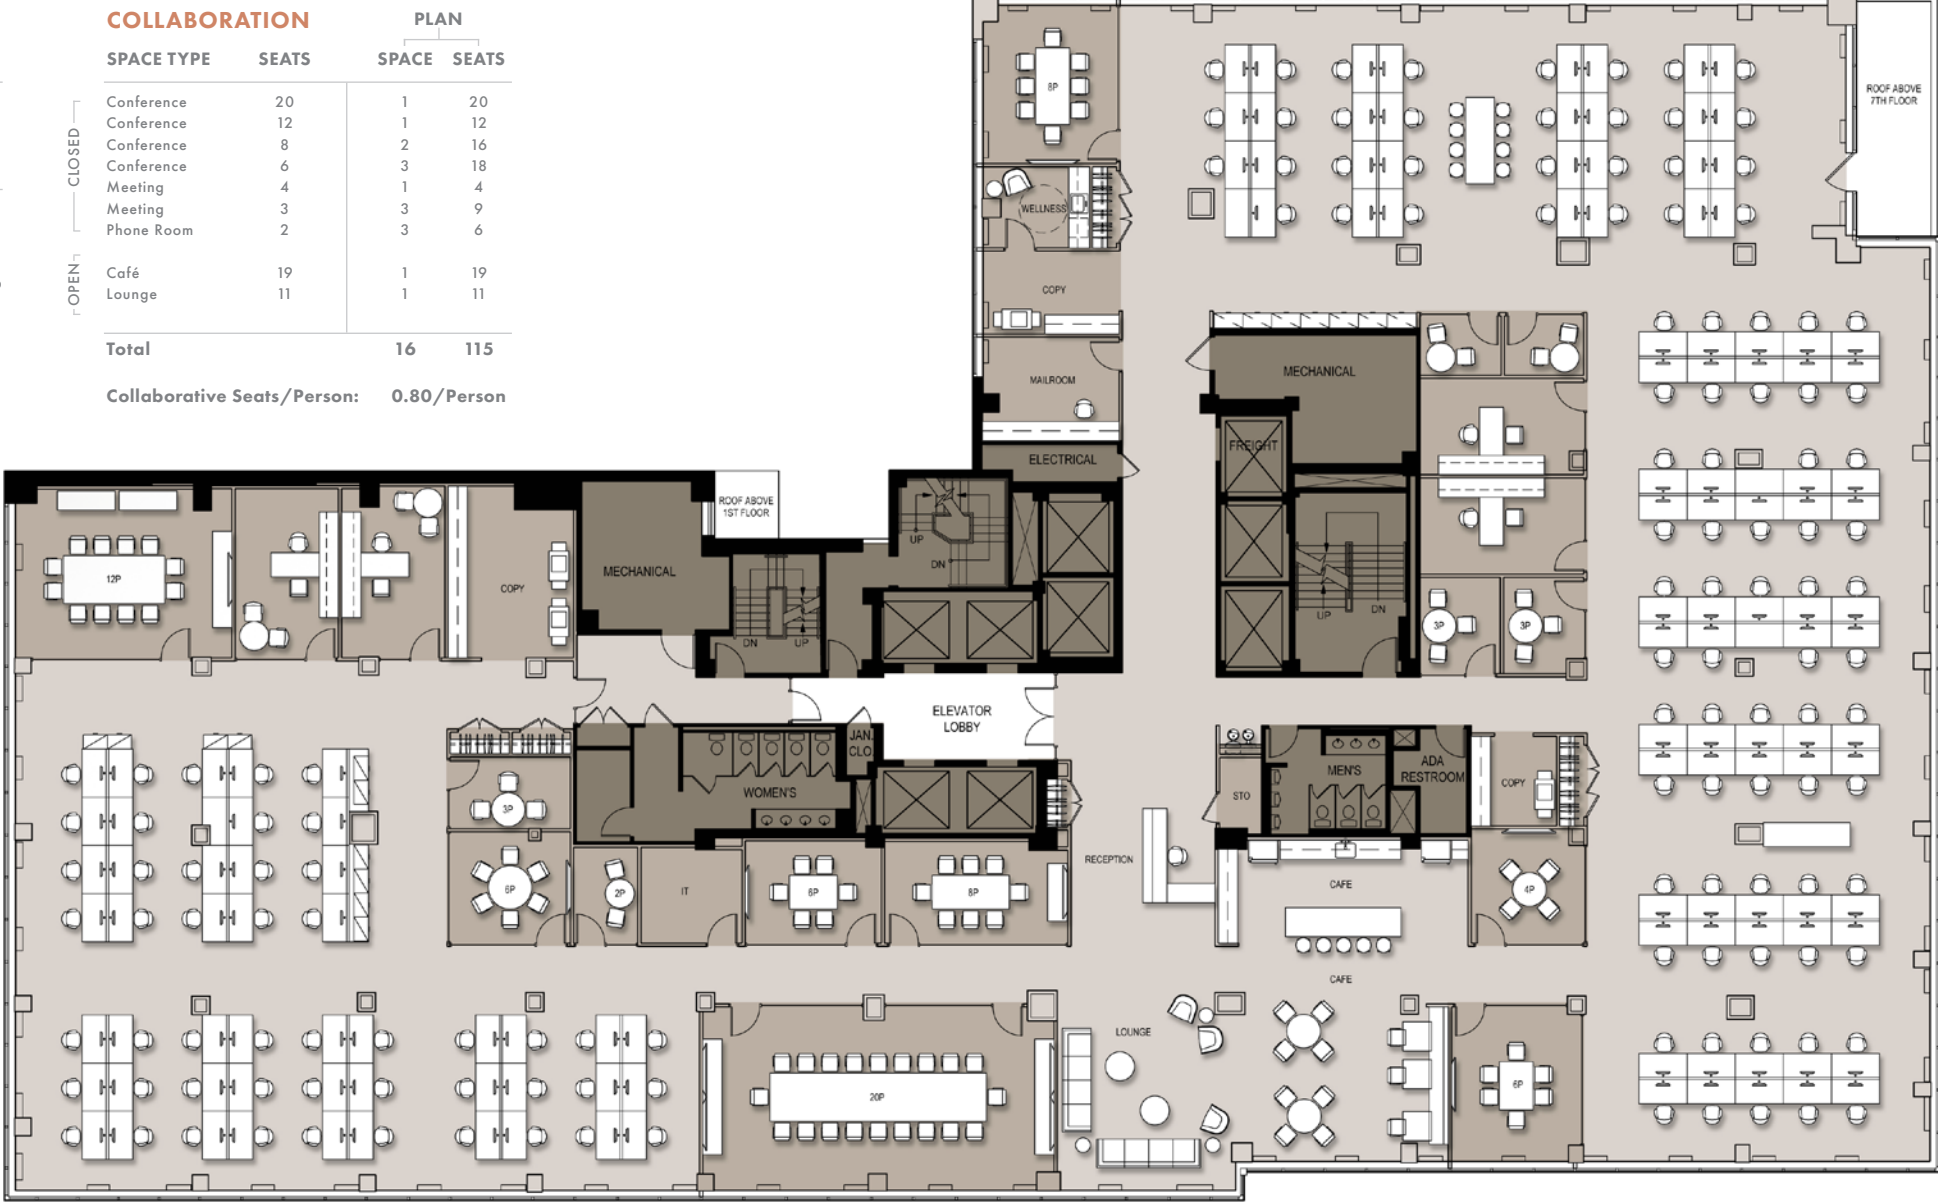 COLLABORATION
PLAN
SPACE TYPE SEATS SPACE SEATS
CLOSED
Conference 20 1 20
Conference 12 1 12
Conference 8 2 16
Conference 6 3 18
Meeting 4 1 4
Meeting 3 3 9
Phone Room 2 3 6
OPEN
Café 19 1 19
Lounge 11 1 11
Total 16 115
Collaborative Seats/Person: 0.80/Person
8P
ROOF ABOVE
7TH FLOOR
WELLNESS
COPY
MAILROOM
MECHANICAL
ELECTRICAL
FREIGHT
ROOF ABOVE
1ST FLOOR
UP
DN
12P
COPY
MECHANICAL
DN
UP
UP
DN
3P
3P
ELEVATOR
LOBBY
JAN.
CLO
WOMEN'S
MEN'S
ADA
RESTROOM
COPY
STO
3P
RECEPTION
6P
2P
IT
6P
8P
CAFE
4P
CAFE
LOUNGE
20P
6P